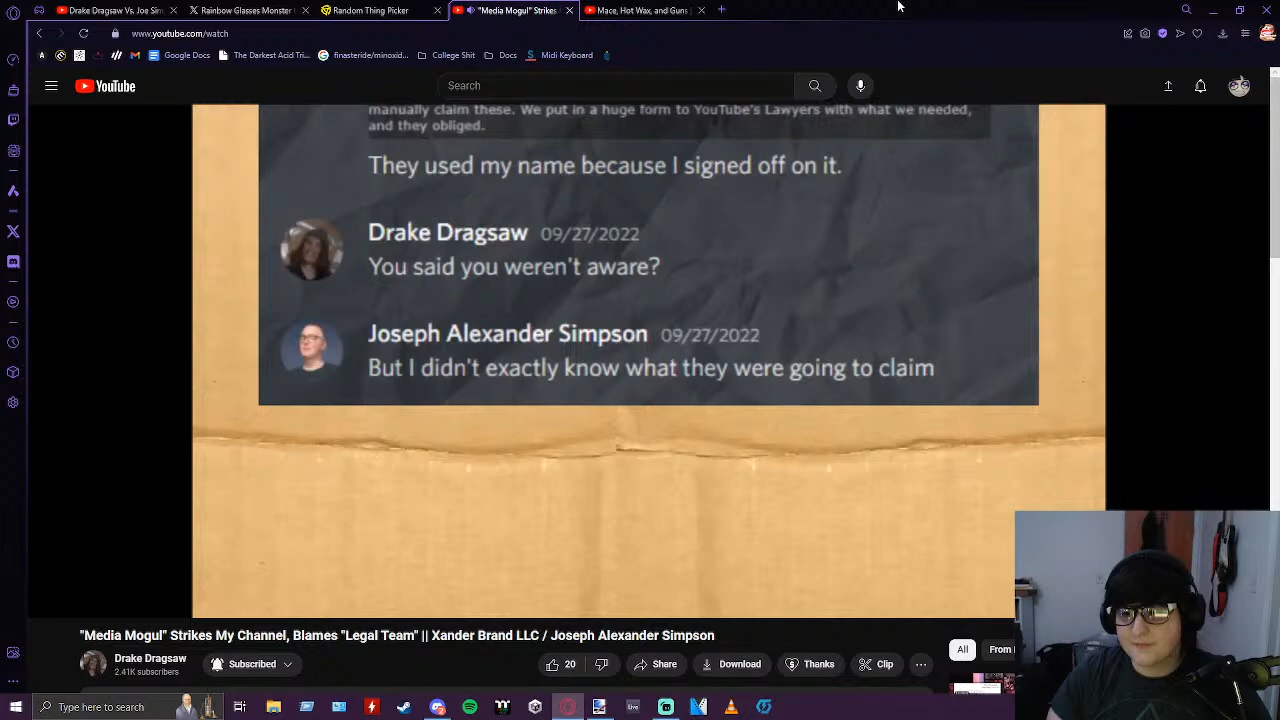 Drake Dragsaw Vs. Joe Sim
Rainbow Glasses Monster (
Random Thing Picker
"Media Mogul" Strikes
Mace, Hot Wax, and Guns |
www.youtube.com/watch
Google Docs
The Darkest Acid Tri...
finasteride/minoxid...
College Shit
Docs
Midi Keyboard
YouTube
Search
manually claim these. We put in a huge form to YouTube's Lawyers with what we needed,
and they obliged.
They used my name because I signed off on it.
Drake Dragsaw 09/27/2022
You said you weren't aware?
Joseph Alexander Simpson 09/27/2022
But I didn't exactly know what they were going to claim
"Media Mogul" Strikes My Channel, Blames "Legal Team" || Xander Brand LLC / Joseph Alexander Simpson
All
From
Drake Dragsaw
2.41K subscribers
Subscribed
20
Share
Download
Thanks
Clip
Type here to search